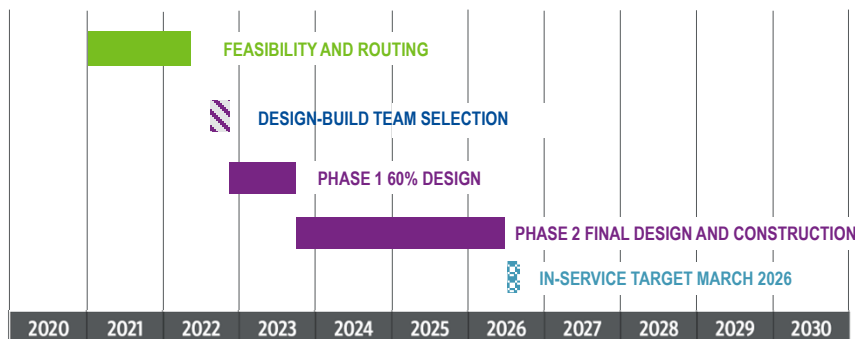 FEASIBILITY AND ROUTING
DESIGN-BUILD TEAM SELECTION
PHASE 1 60% DESIGN
PHASE 2 FINAL DESIGN AND CONSTRUCTION
IN-SERVICE TARGET MARCH 2026
2020 2021 2022 2023 2024 2025 2026 2027 2028 2029 2030